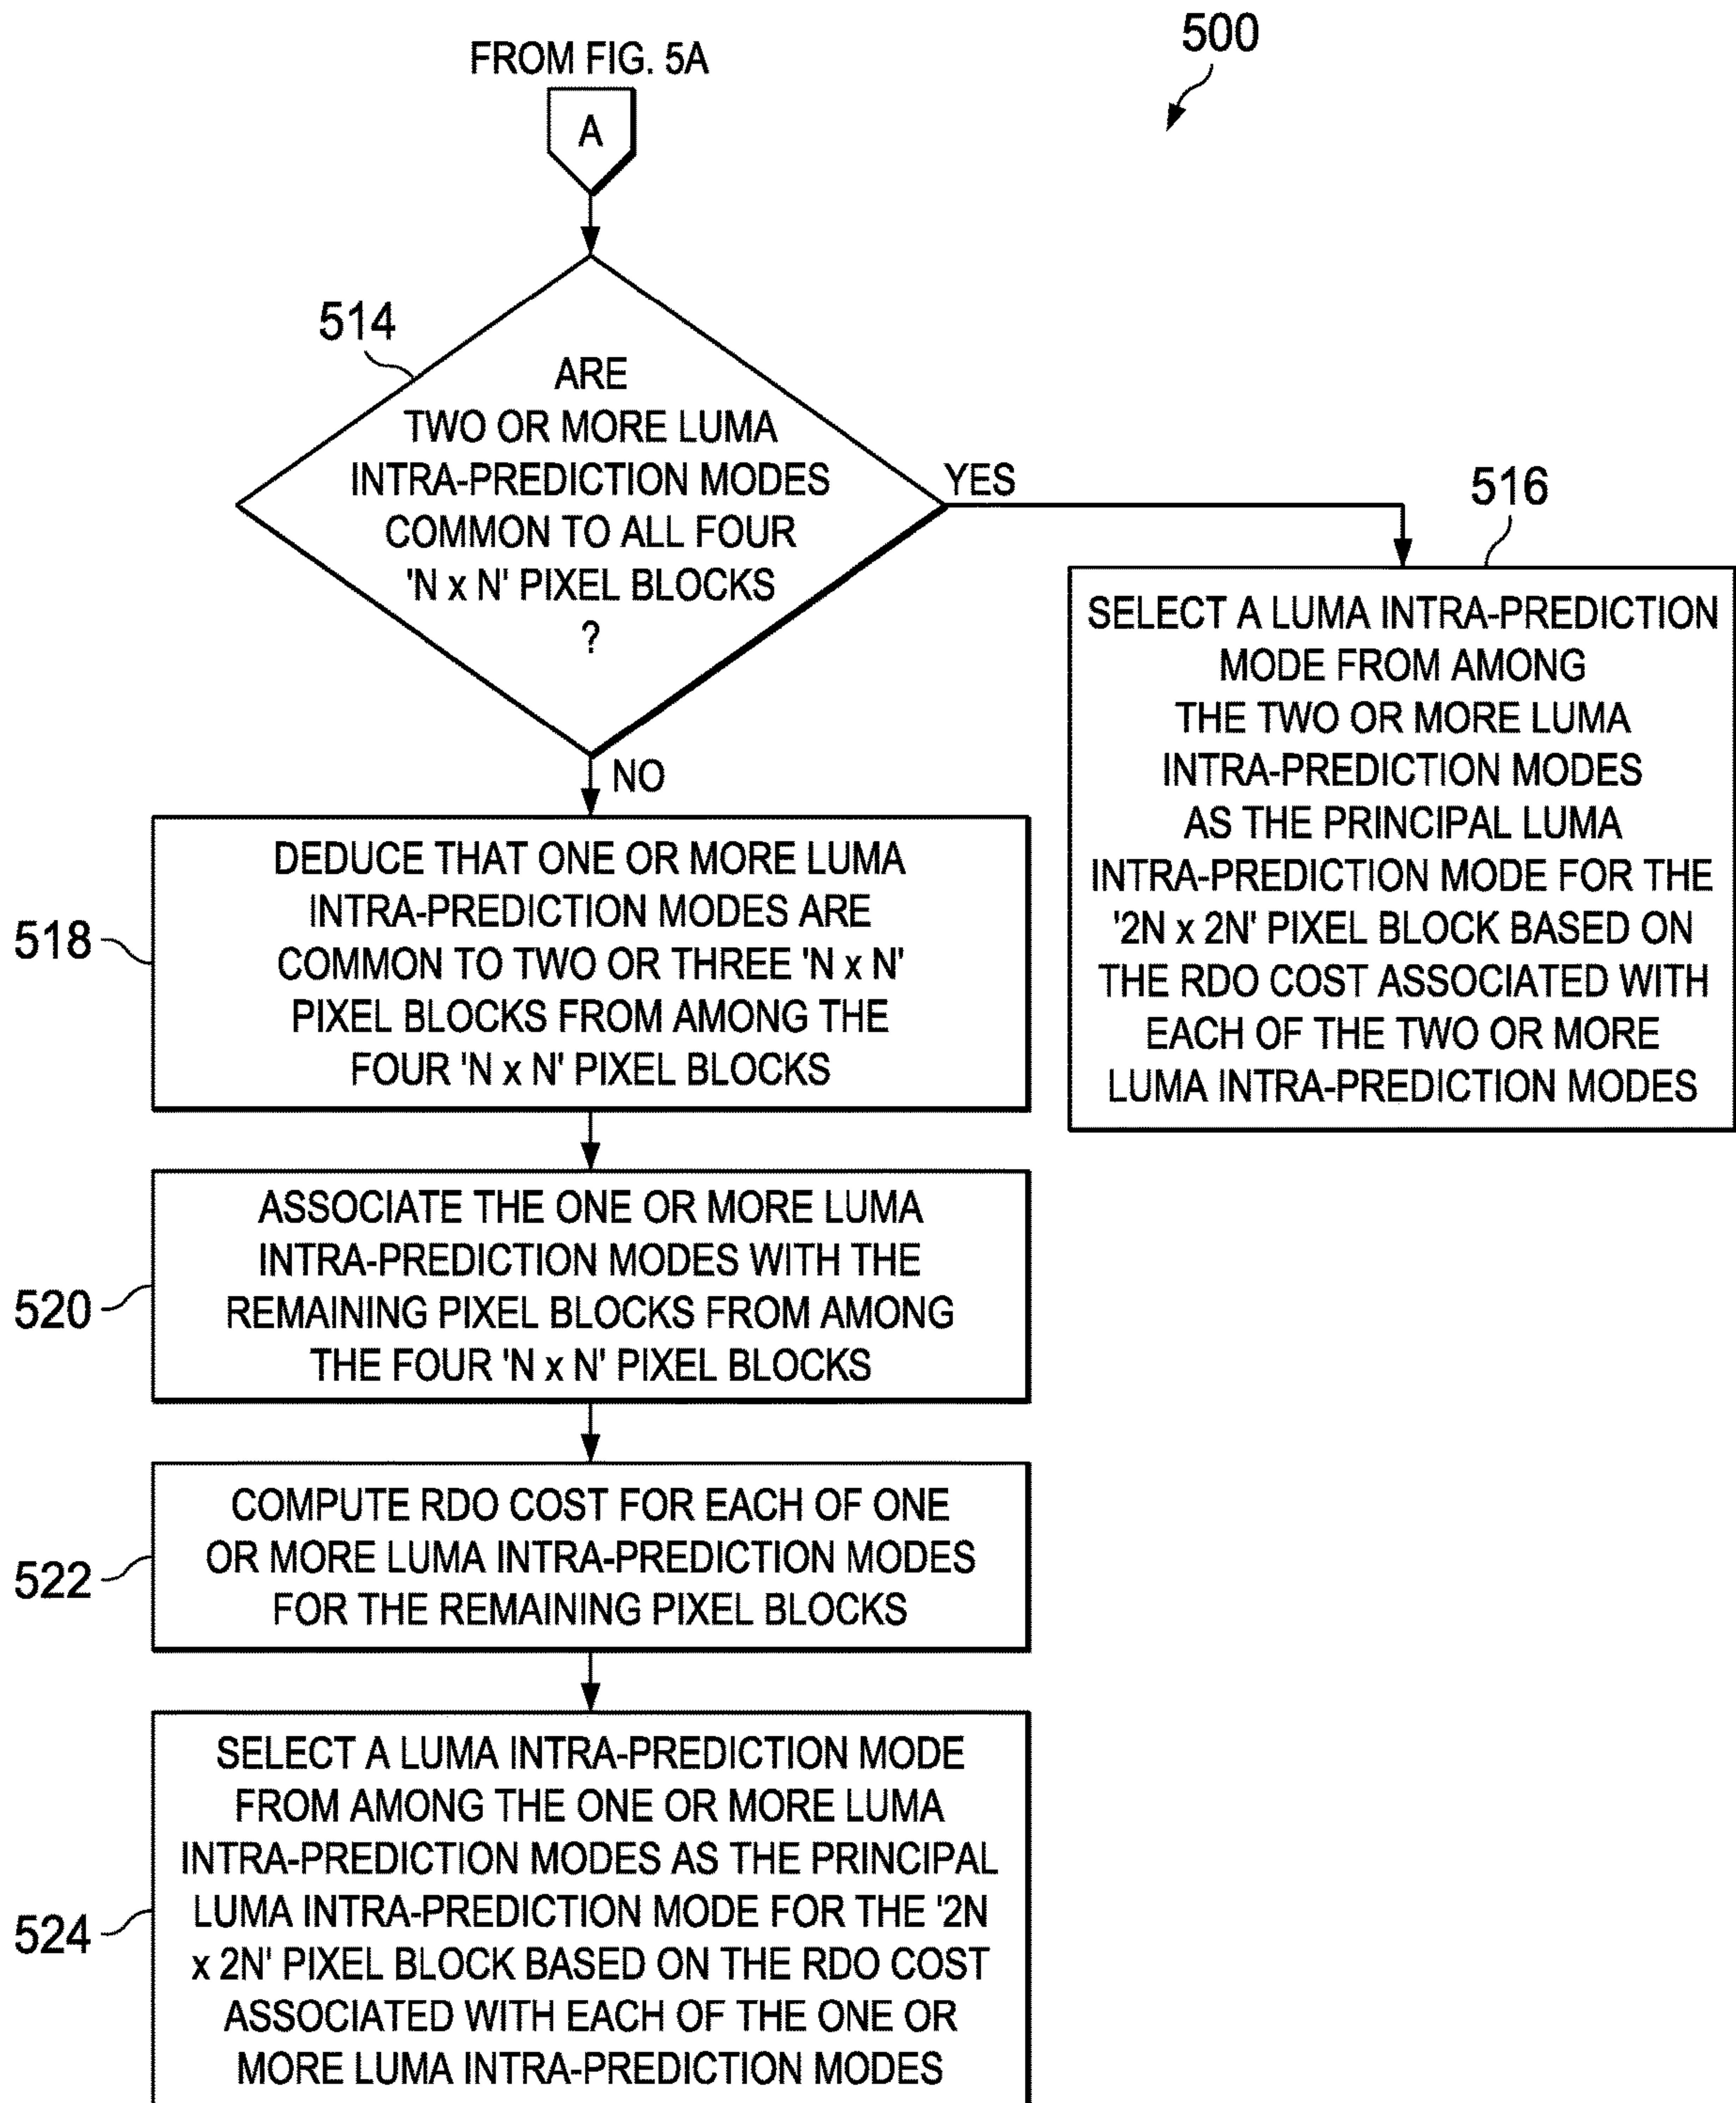 FROM FIG. 5A
500
A
514
ARE
TWO OR MORE LUMA
INTRA-PREDICTION MODES
COMMON TO ALL FOUR
'N x N' PIXEL BLOCKS
?
YES
516
SELECT A LUMA INTRA-PREDICTION
MODE FROM AMONG
THE TWO OR MORE LUMA
INTRA-PREDICTION MODES
AS THE PRINCIPAL LUMA
INTRA-PREDICTION MODE FOR THE
'2N x 2N' PIXEL BLOCK BASED ON
THE RDO COST ASSOCIATED WITH
EACH OF THE TWO OR MORE
LUMA INTRA-PREDICTION MODES
NO
518
DEDUCE THAT ONE OR MORE LUMA
INTRA-PREDICTION MODES ARE
COMMON TO TWO OR THREE 'N x N'
PIXEL BLOCKS FROM AMONG THE
FOUR 'N x N' PIXEL BLOCKS
520
ASSOCIATE THE ONE OR MORE LUMA
INTRA-PREDICTION MODES WITH THE
REMAINING PIXEL BLOCKS FROM AMONG
THE FOUR 'N x N' PIXEL BLOCKS
522
COMPUTE RDO COST FOR EACH OF ONE
OR MORE LUMA INTRA-PREDICTION MODES
FOR THE REMAINING PIXEL BLOCKS
524
SELECT A LUMA INTRA-PREDICTION MODE
FROM AMONG THE ONE OR MORE LUMA
INTRA-PREDICTION MODES AS THE PRINCIPAL
LUMA INTRA-PREDICTION MODE FOR THE '2N
x 2N' PIXEL BLOCK BASED ON THE RDO COST
ASSOCIATED WITH EACH OF THE ONE OR
MORE LUMA INTRA-PREDICTION MODES